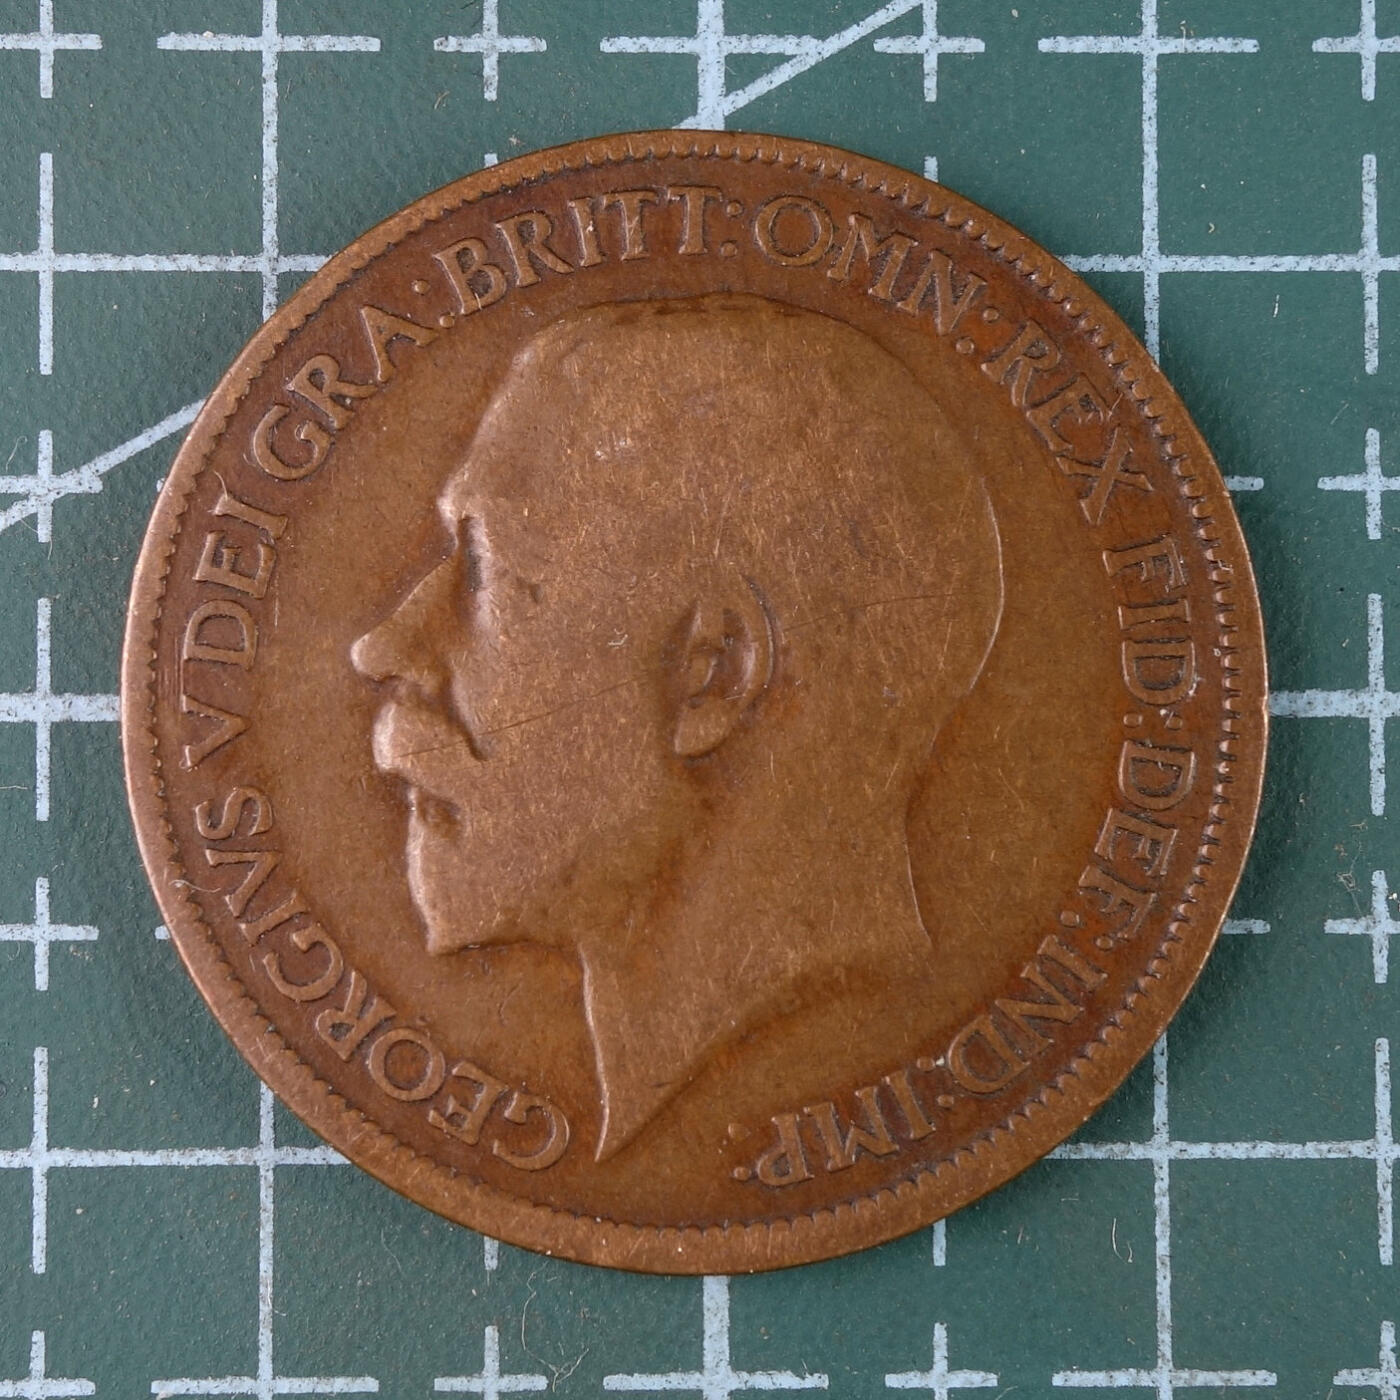 GEORGIVS V DEI GRA: BRITT: OMN: REX FID: DEF: IND: IMP: